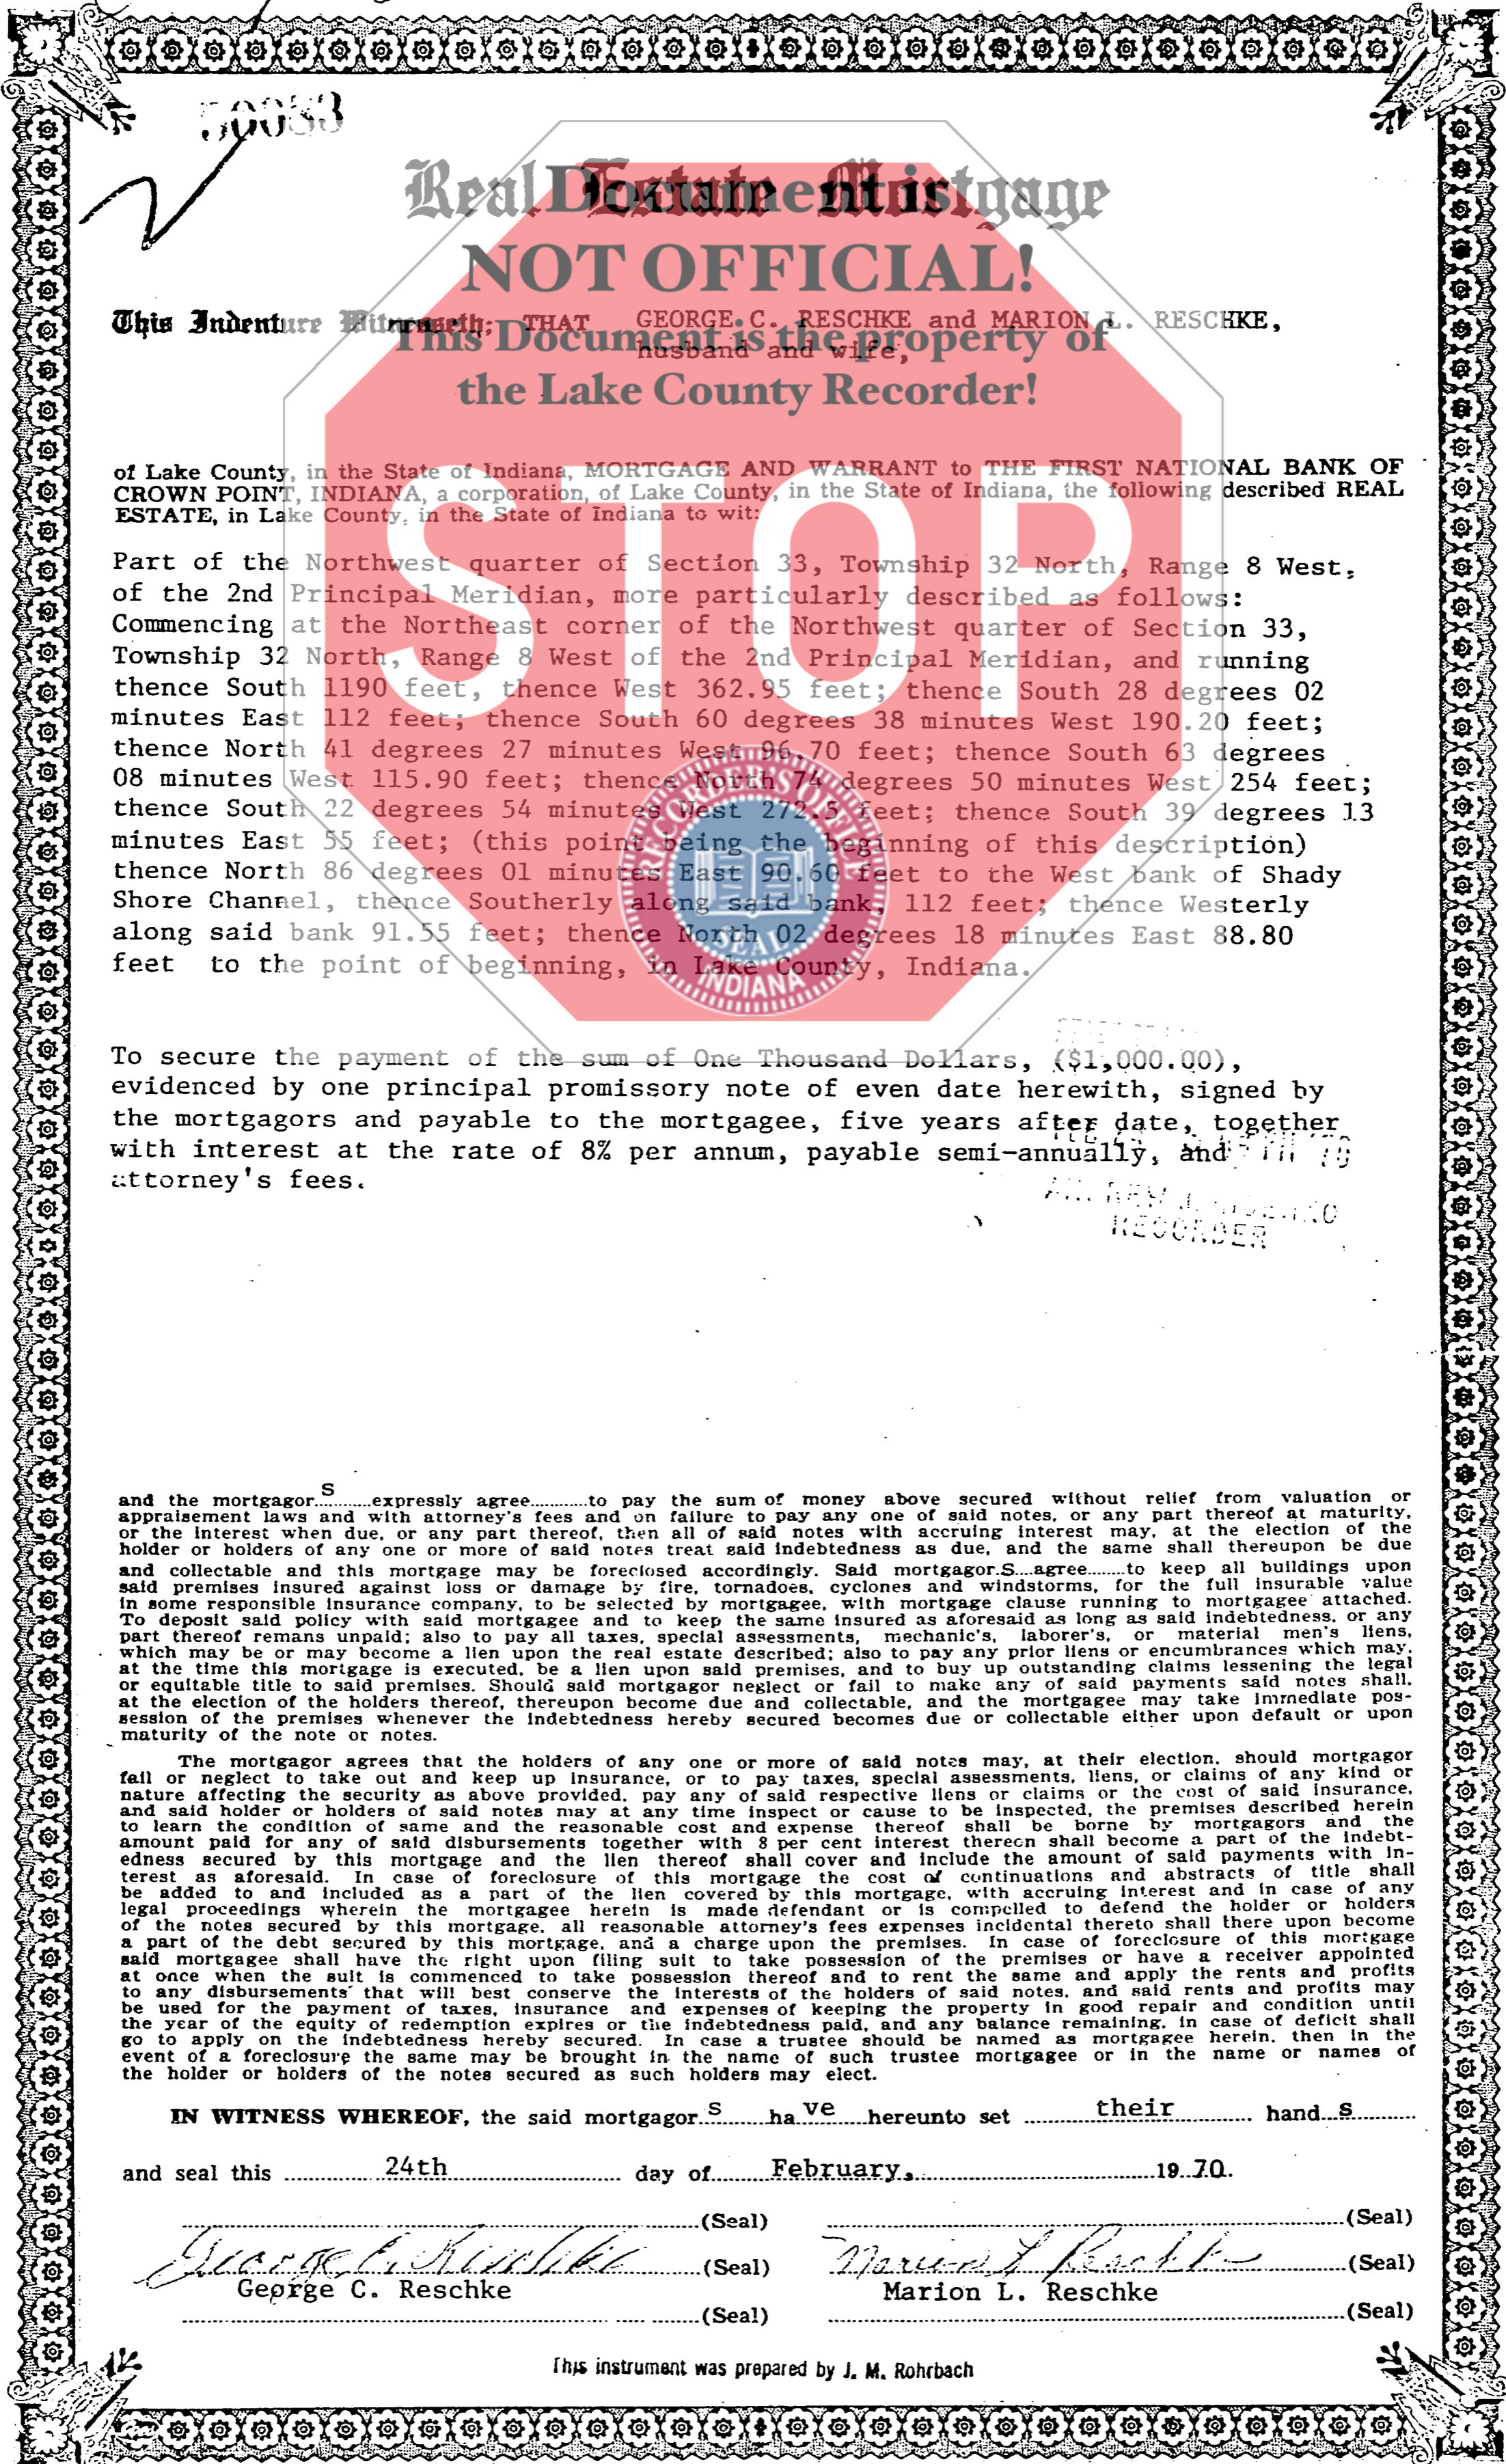 50083
Real Estate Mortgage
Document is
NOT OFFICIAL!
This Document is the property of
the Lake County Recorder!
This Indenture Witnesseth; THAT GEORGE C. RESCHKE and MARION L. RESCHKE,
husband and wife,
of Lake County, in the State of Indiana, MORTGAGE AND WARRANT to THE FIRST NATIONAL BANK OF
CROWN POINT, INDIANA, a corporation, of Lake County, in the State of Indiana, the following described REAL
ESTATE, in Lake County, in the State of Indiana to wit:
STOP
Part of the Northwest quarter of Section 33, Township 32 North, Range 8 West,
of the 2nd Principal Meridian, more particularly described as follows:
Commencing at the Northeast corner of the Northwest quarter of Section 33,
Township 32 North, Range 8 West of the 2nd Principal Meridian, and running
thence South 1190 feet, thence West 362.95 feet; thence South 28 degrees 02
minutes East 112 feet; thence South 60 degrees 38 minutes West 190.20 feet;
thence North 41 degrees 27 minutes West 96.70 feet; thence South 63 degrees
08 minutes West 115.90 feet; thence North 74 degrees 50 minutes West 254 feet;
thence South 22 degrees 54 minutes West 272.5 feet; thence South 39 degrees 13
minutes East 55 feet; (this point being the beginning of this description)
thence North 86 degrees 01 minutes East 90.60 feet to the West bank of Shady
Shore Channel, thence Southerly along said bank, 112 feet; thence Westerly
along said bank 91.55 feet; thence North 02 degrees 18 minutes East 88.80
feet to the point of beginning, in Lake County, Indiana.
RECORDER'S OFFICE
SEAL
INDIANA
To secure the payment of the sum of One Thousand Dollars, ($1,000.00),
evidenced by one principal promissory note of even date herewith, signed by
the mortgagors and payable to the mortgagee, five years after date, together
with interest at the rate of 8% per annum, payable semi-annually, and
attorney's fees.
RECORDER
and the mortgagor s expressly agree to pay the sum of money above secured without relief from valuation or
appraisement laws and with attorney's fees and on failure to pay any one of said notes, or any part thereof at maturity,
or the interest when due, or any part thereof, then all of said notes with accruing interest may, at the election of the
holder or holders of any one or more of said notes treat said indebtedness as due, and the same shall thereupon be due
and collectable and this mortgage may be foreclosed accordingly. Said mortgagor.S....agree........to keep all buildings upon
said premises insured against loss or damage by fire, tornadoes, cyclones and windstorms, for the full insurable value
in some responsible insurance company, to be selected by mortgagee, with mortgage clause running to mortgagee attached.
To deposit said policy with said mortgagee and to keep the same insured as aforesaid as long as said indebtedness, or any
part thereof remans unpaid; also to pay all taxes, special assessments, mechanic's, laborer's, or material men's liens,
which may be or may become a lien upon the real estate described; also to pay any prior liens or encumbrances which may,
at the time this mortgage is executed, be a lien upon said premises, and to buy up outstanding claims lessening the legal
or equitable title to said premises. Should said mortgagor neglect or fail to make any of said payments said notes shall,
at the election of the holders thereof, thereupon become due and collectable, and the mortgagee may take immediate pos-
session of the premises whenever the indebtedness hereby secured becomes due or collectable either upon default or upon
maturity of the note or notes.
The mortgagor agrees that the holders of any one or more of said notes may, at their election, should mortgagor
fail or neglect to take out and keep up insurance, or to pay taxes, special assessments, liens, or claims of any kind or
nature affecting the security as above provided, pay any of said respective liens or claims or the cost of said insurance,
and said holder or holders of said notes may at any time inspect or cause to be inspected, the premises described herein
to learn the condition of same and the reasonable cost and expense thereof shall be borne by mortgagors and the
amount paid for any of said disbursements together with 8 per cent interest thereon shall become a part of the indebt-
edness secured by this mortgage and the lien thereof shall cover and include the amount of said payments with in-
terest as aforesaid. In case of foreclosure of this mortgage the cost of continuations and abstracts of title shall
be added to and included as a part of the lien covered by this mortgage, with accruing interest and in case of any
legal proceedings wherein the mortgagee herein is made defendant or is compelled to defend the holder or holders
of the notes secured by this mortgage, all reasonable attorney's fees expenses incidental thereto shall there upon become
a part of the debt secured by this mortgage, and a charge upon the premises. In case of foreclosure of this mortgage
said mortgagee shall have the right upon filing suit to take possession of the premises or have a receiver appointed
at once when the suit is commenced to take possession thereof and to rent the same and apply the rents and profits
to any disbursements that will best conserve the interests of the holders of said notes, and said rents and profits may
be used for the payment of taxes, insurance and expenses of keeping the property in good repair and condition until
the year of the equity of redemption expires or the indebtedness paid, and any balance remaining, in case of deficit shall
go to apply on the indebtedness hereby secured. In case a trustee should be named as mortgagee herein, then in the
event of a foreclosure the same may be brought in the name of such trustee mortgagee or in the name or names of
the holder or holders of the notes secured as such holders may elect.
IN WITNESS WHEREOF, the said mortgagor s have hereunto set their hand s
and seal this 24th day of February, 19 70.
(Seal) (Seal)
George C. Reschke (Seal) Marion L Reschke (Seal)
George C. Reschke Marion L. Reschke
(Seal) (Seal)
This instrument was prepared by J. M. Rohrbach